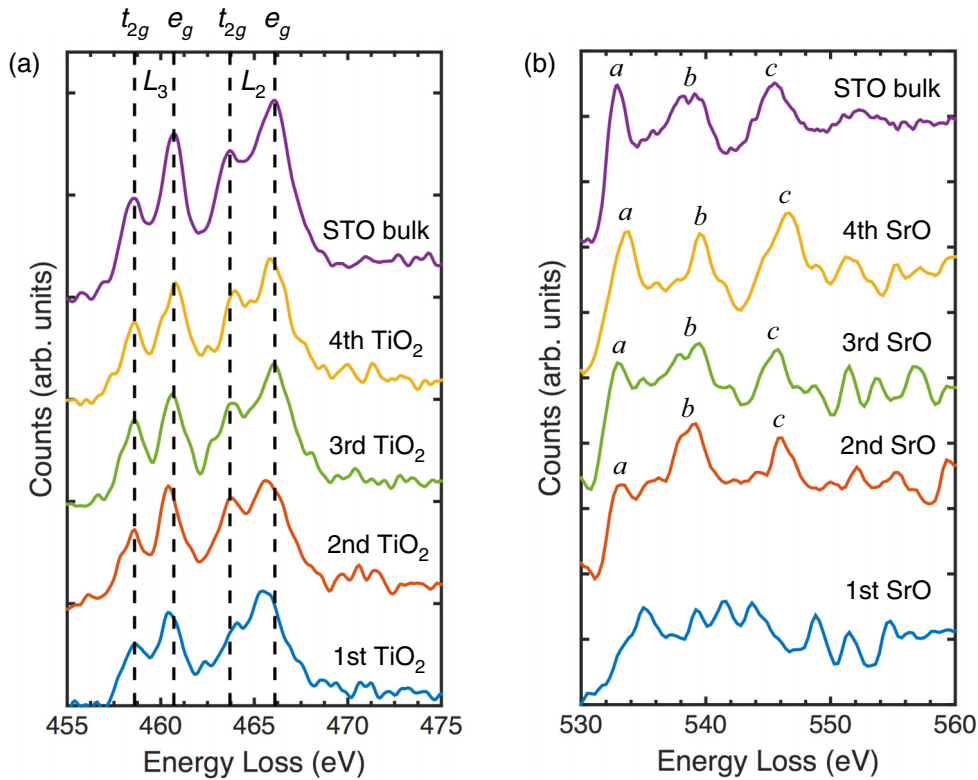 t2g eg t2g eg
(a)
L3 L2
STO bulk
4th TiO2
3rd TiO2
2nd TiO2
1st TiO2
Counts (arb. units)
455 460 465 470 475
Energy Loss (eV)
(b)
a b c
STO bulk
a b c
4th SrO
a b c
3rd SrO
a b c
2nd SrO
1st SrO
Counts (arb. units)
530 540 550 560
Energy Loss (eV)